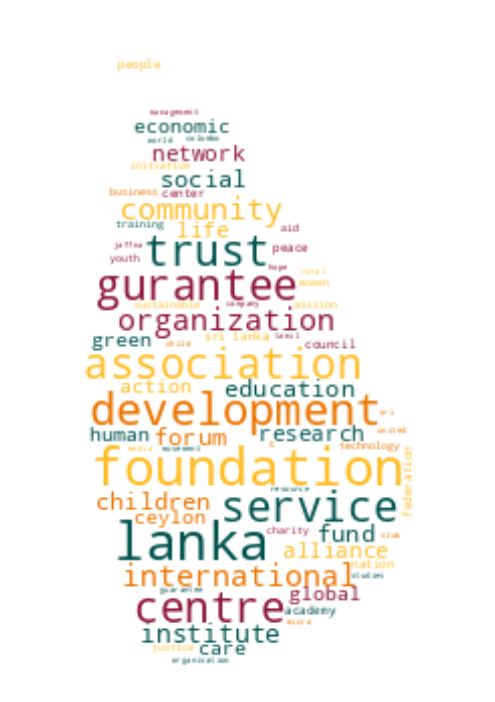 people
management
economic
world colombo
network
initiative
social
business center
community
training
life aid
jaffna trust peace
youth
hope rural
gurantee women
sustainable company mission
organization
green sri lanka tamil
child council
association
action education
development sri
human forum research united
media movement technology
foundation federation
resource
children service
ceylon
lanka charity fund club
alliance
nation
international studies
guarantee global
centre academy
micro
institute
justice care
organisation